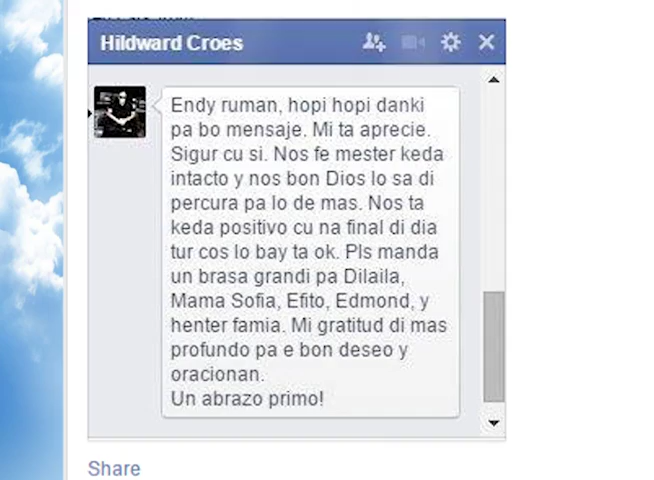 Hildward Croes
Endy ruman, hopi hopi danki
pa bo mensaje. Mi ta aprecie.
Sigur cu si. Nos fe mester keda
intacto y nos bon Dios lo sa di
percura pa lo de mas. Nos ta
keda positivo cu na final di dia
tur cos lo bay ta ok. Pls manda
un brasa grandi pa Dilaila,
Mama Sofia, Efito, Edmond, y
henter famia. Mi gratitud di mas
profundo pa e bon deseo y
oracionan.
Un abrazo primo!
Share